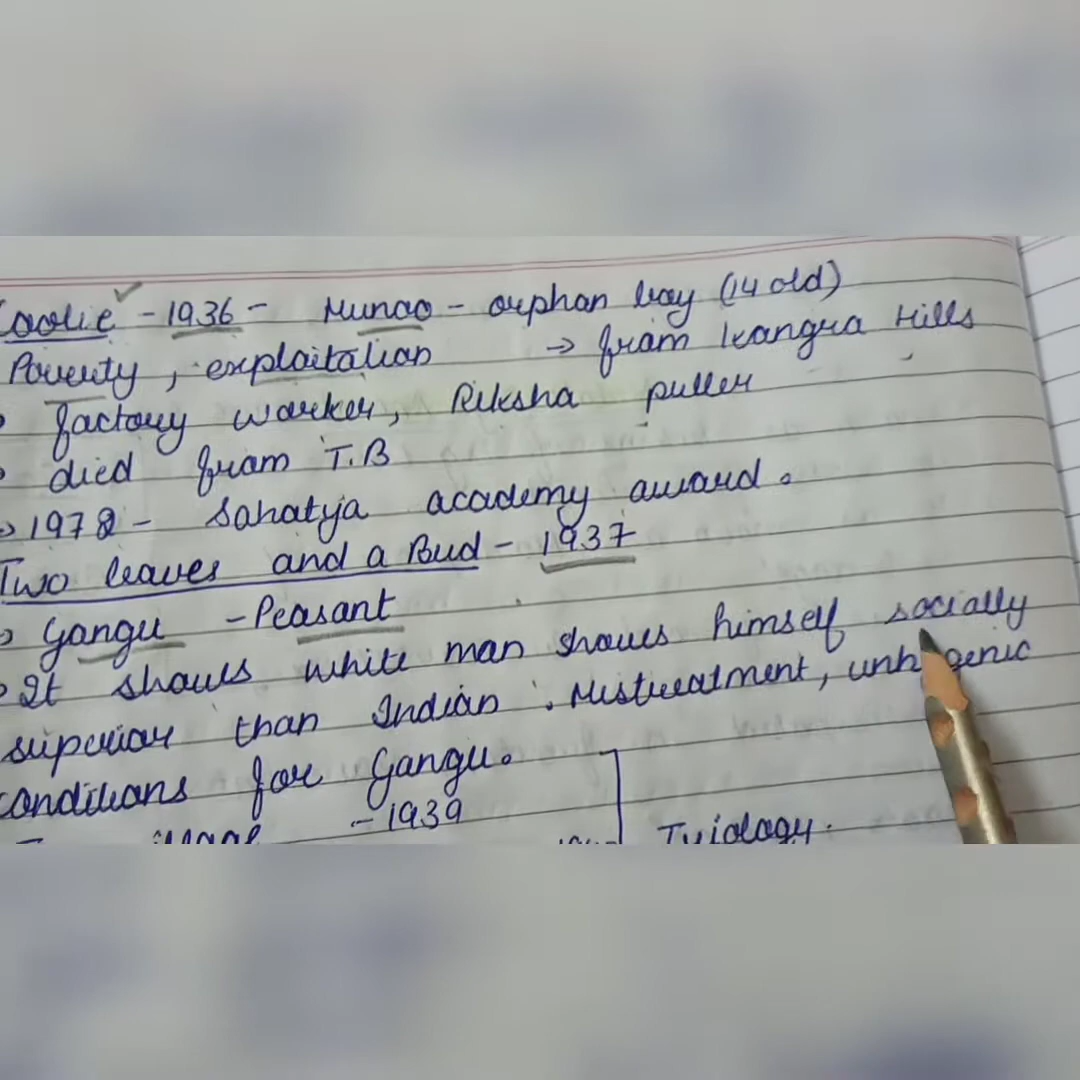 Coolie - 1936 - Munoo - orphan boy (14 old)
Poverty, exploitation → from Kangra Hills
factory worker, Riksha puller
died from T.B
→ 1972 - Sahatya academy award.
Two leaves and a Bud - 1937
→ Gangu - Peasant
It shows white man shows himself socially
superior than Indian. Mistreatment, unhygenic
conditions for Gangu.
- 1939
Triology.